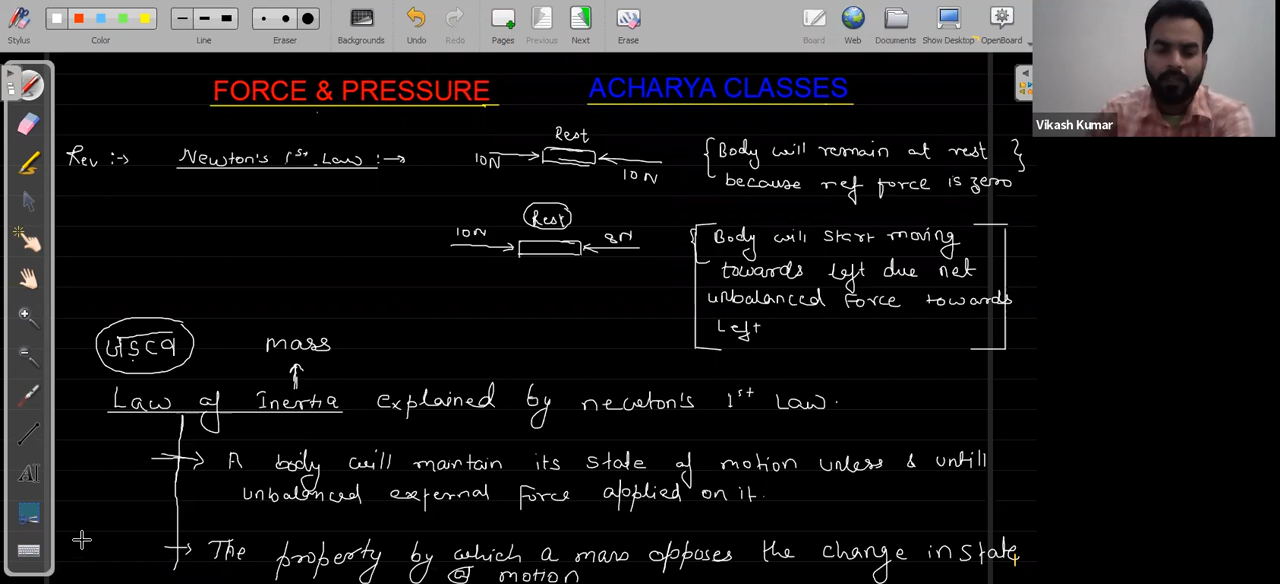 Stylus Color Line Eraser Backgrounds Undo Redo Pages Previous Next Erase Board Web Documents Show Desktop OpenBoard
Vikash Kumar
FORCE & PRESSURE ACHARYA CLASSES
Rev :→ Newton's 1st Law :→
Rest
10N 10N
{Body will remain at rest
because net force is zero}
Rest
10N 8N
{Body will start moving
towards left due net
unbalanced Force towards
Left
जड़त्व mass
Law of Inertia explained by newton's 1st Law.
→ A body will maintain its state of motion unless & untill
unbalanced external Force applied on it.
→ The property by which a mass opposes the change in state
of motion
AI